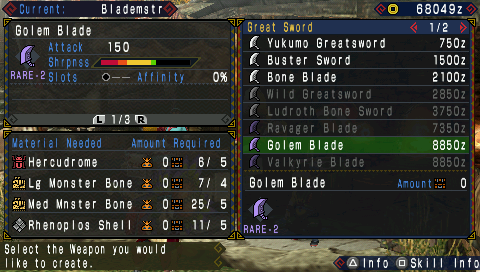 Current: Blademstr
68049z
Golem Blade
Attack 150
Shrpness
RARE-2 Slots Affinity 0%
L 1/3 R
Material Needed Amount Required
Hercudrome 0 6/ 5
Lg Monster Bone 0 7/ 4
Med Mnster Bone 0 25/ 5
Rhenoplos Shell 0 11/ 5
Select the Weapon you would
like to create.
Great Sword 1/2
Yukumo Greatsword 750z
Buster Sword 1500z
Bone Blade 2100z
Wild Greatsword 2850z
Ludroth Bone Sword 3750z
Ravager Blade 7350z
Golem Blade 8850z
Valkyrie Blade 8850z
Golem Blade Amount 0
RARE-2
Info Skill Info